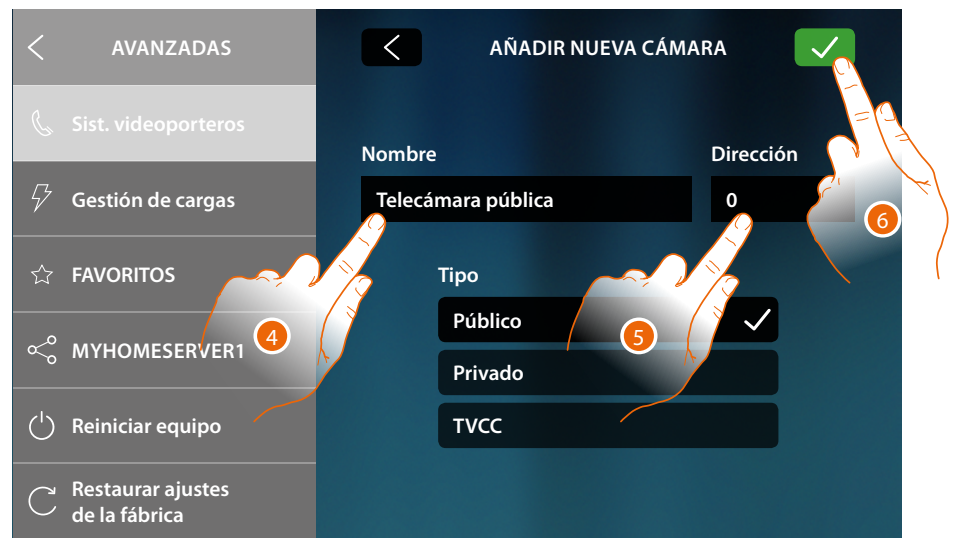 AVANZADAS
Sist. videoporteros
Gestión de cargas
FAVORITOS
MYHOMESERVER1
Reiniciar equipo
Restaurar ajustes
de la fábrica
AÑADIR NUEVA CÁMARA
Nombre
Dirección
Telecámara pública
0
Tipo
Público
Privado
TVCC
4
5
6